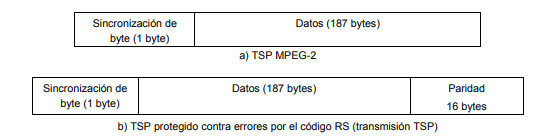 Sincronización de
byte (1 byte)
Datos (187 bytes)
a) TSP MPEG-2
Sincronización de
byte (1 byte)
Datos (187 bytes)
Paridad
16 bytes
b) TSP protegido contra errores por el código RS (transmisión TSP)